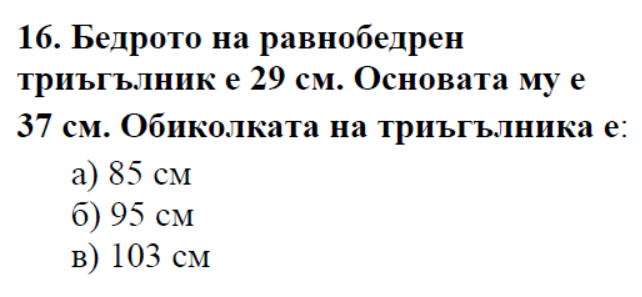 16. Бедрото на равнобедрен
триъгълник е 29 см. Основата му е
37 см. Обиколката на триъгълника е:
а) 85 см
б) 95 см
в) 103 см